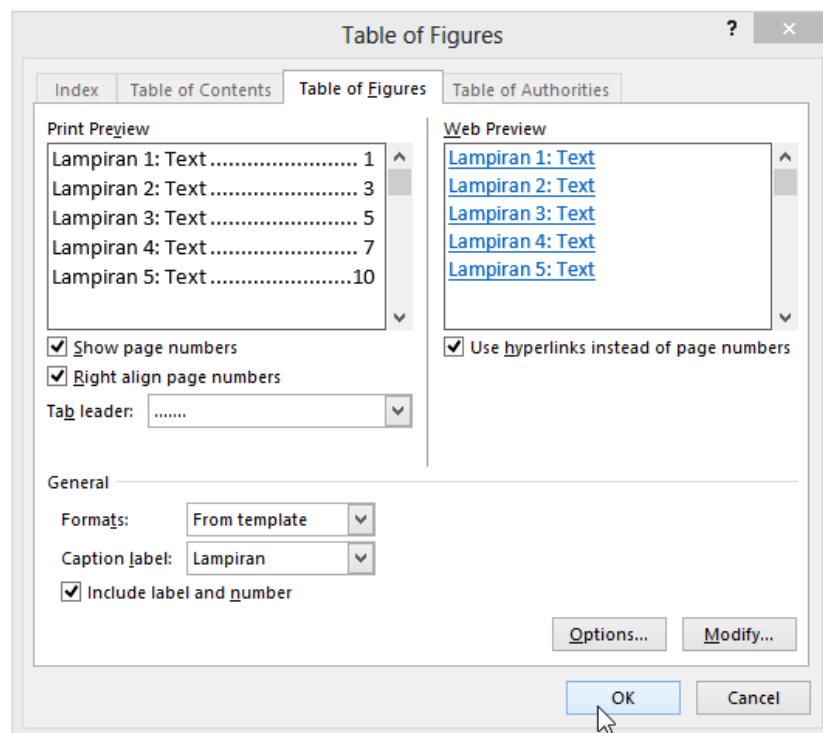 Table of Figures
? ×
Index Table of Contents Table of Figures Table of Authorities
Print Preview
Lampiran 1: Text........................... 1
Lampiran 2: Text........................... 3
Lampiran 3: Text........................... 5
Lampiran 4: Text........................... 7
Lampiran 5: Text..........................10
Show page numbers
Right align page numbers
Tab leader: .......
Web Preview
Lampiran 1: Text
Lampiran 2: Text
Lampiran 3: Text
Lampiran 4: Text
Lampiran 5: Text
Use hyperlinks instead of page numbers
General
Formats: From template
Caption label: Lampiran
Include label and number
Options... Modify...
OK Cancel